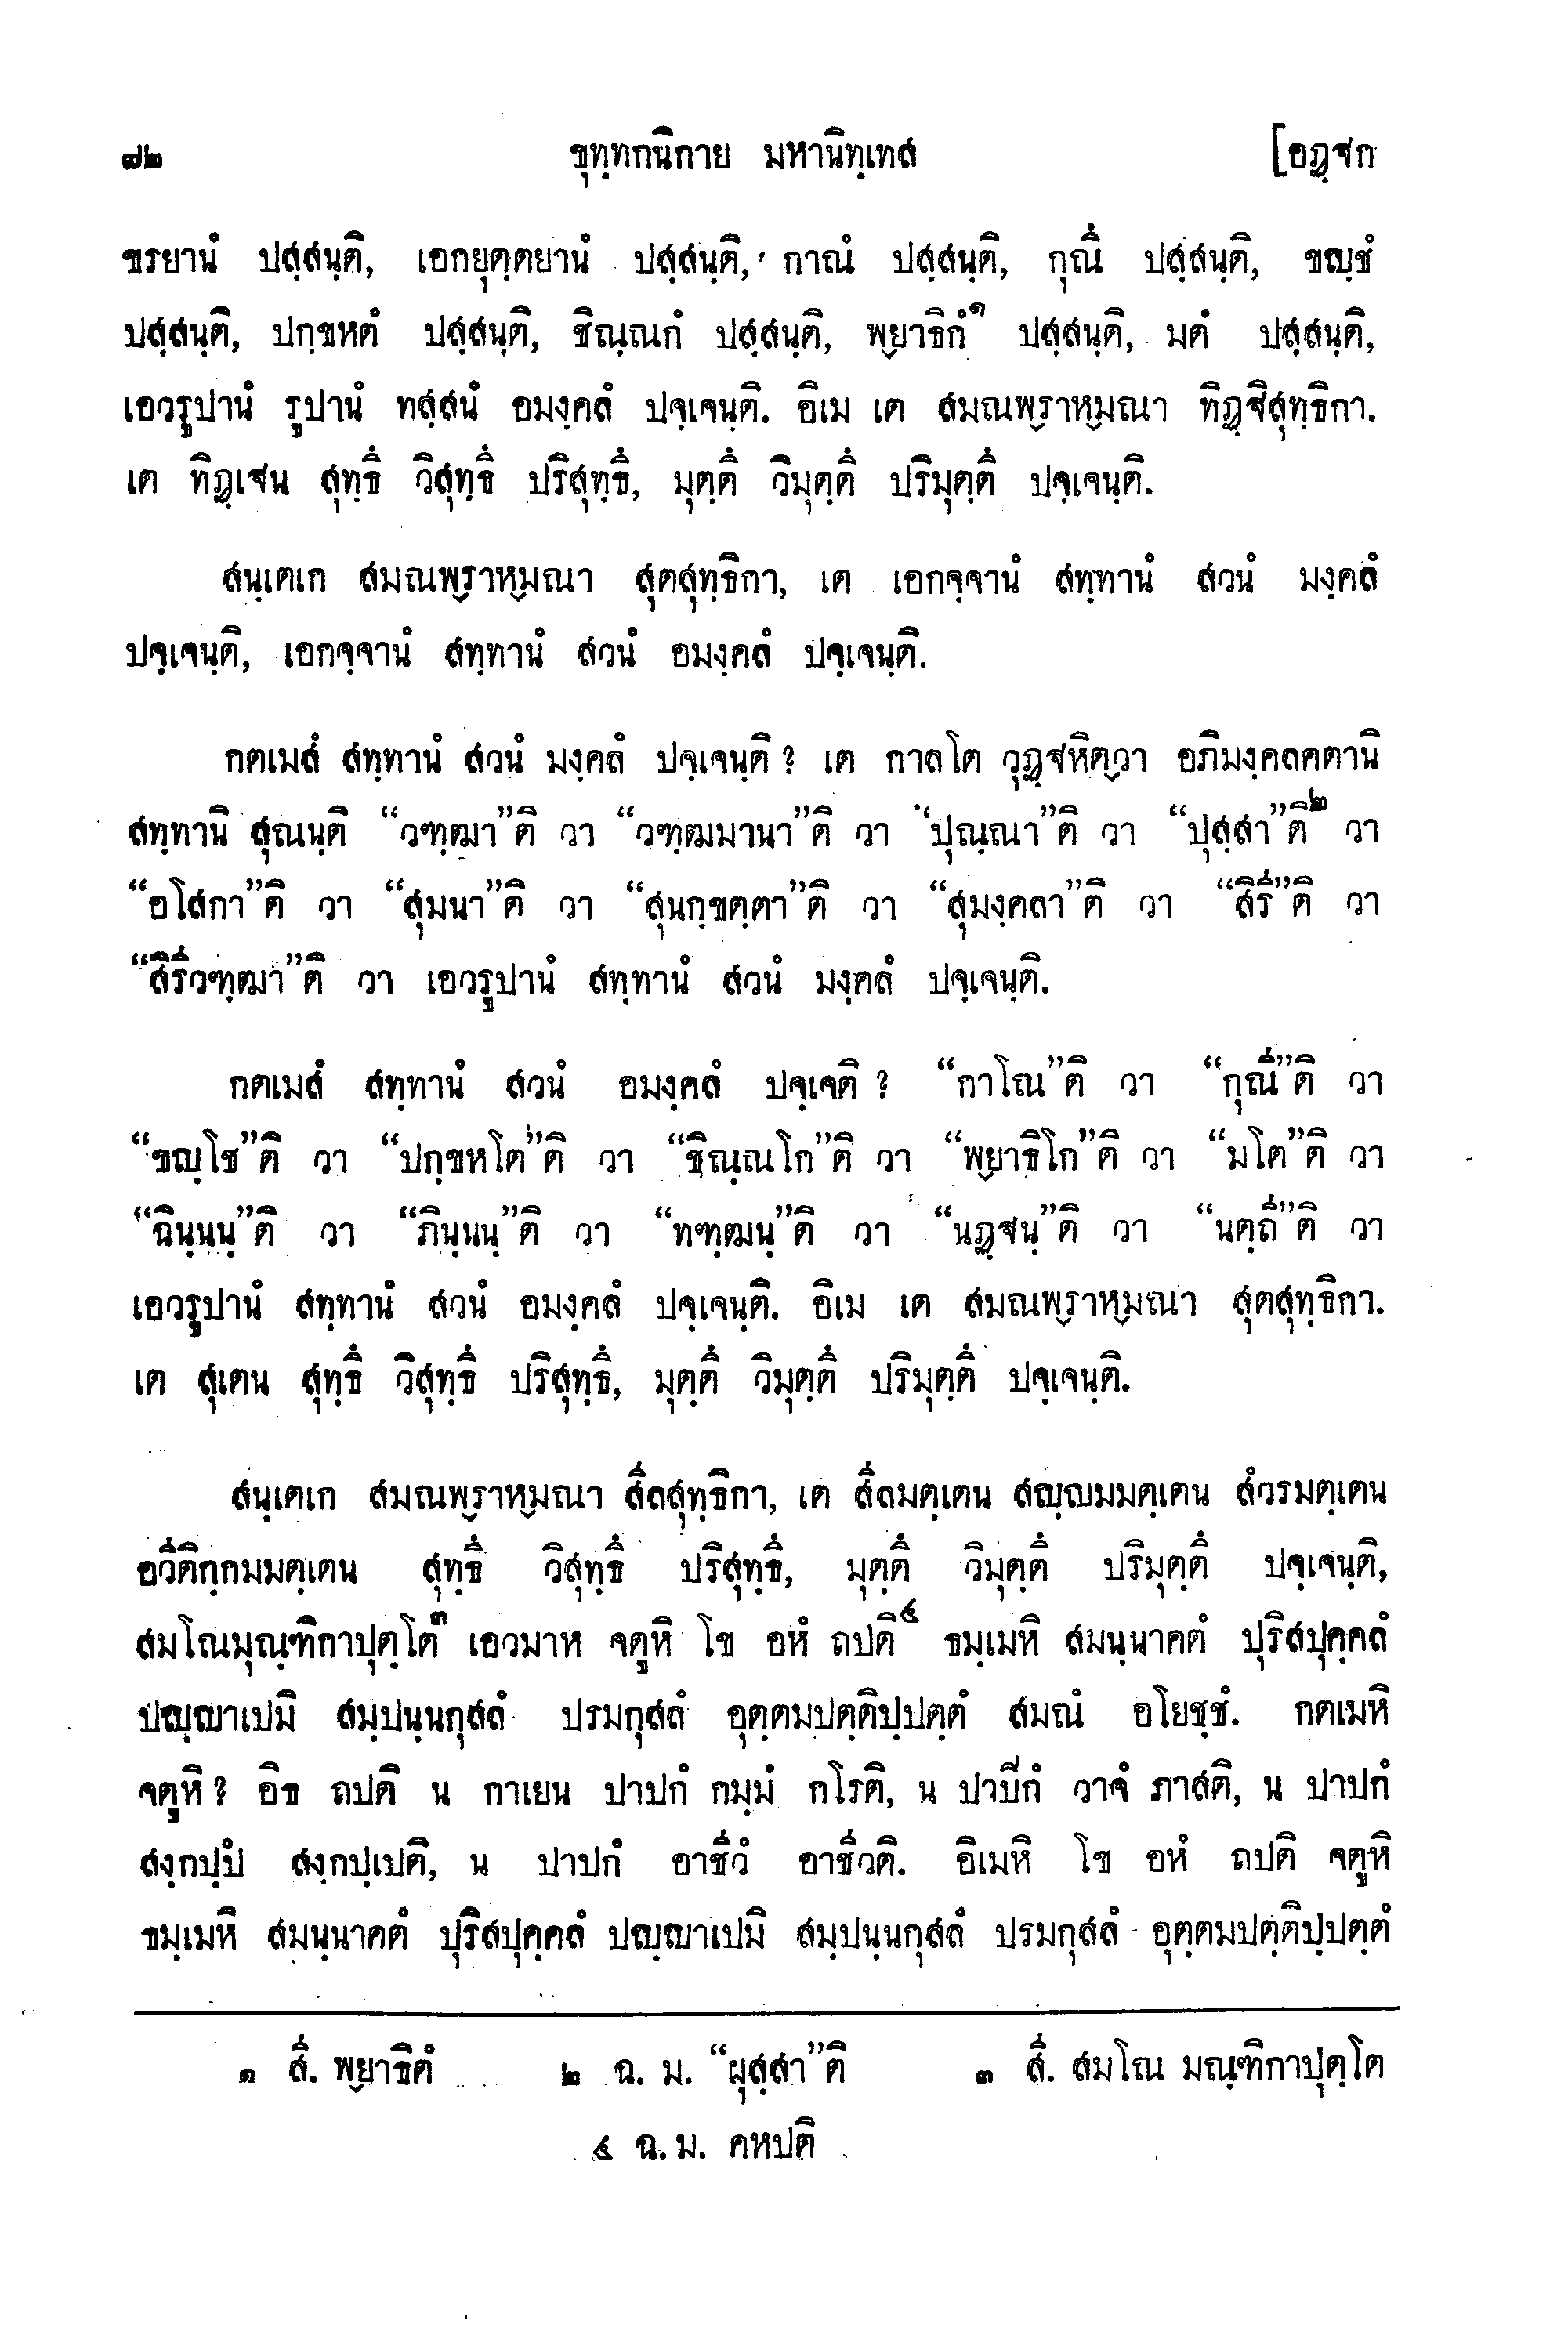 ๗๒ ขุทฺทกนิกาย มหานิทฺเทส [อฏฺฐก
ขรยานํ ปสฺสนฺติ, เอกยุตฺตยานํ ปสฺสนฺติ, กาณํ ปสฺสนฺติ, กุณึ ปสฺสนฺติ, ขญฺชํ
ปสฺสนฺติ, ปกฺขหตํ ปสฺสนฺติ, ชิณฺณกํ ปสฺสนฺติ, พฺยาธิกํ๑ ปสฺสนฺติ, มตํ ปสฺสนฺติ,
เอวรูปานํ รูปานํ ทสฺสนํ อมงฺคลํ ปจฺเจนฺติ. อิเม เต สมณพฺราหฺมณา ทิฏฺฐิสุทฺธิกา.
เต ทิฏฺเฐน สุทฺธึ วิสุทฺธึ ปริสุทฺธึ, มุตฺตึ วิมุตฺตึ ปริมุตฺตึ ปจฺเจนฺติ.
สนฺเตเก สมณพฺราหฺมณา สุตสุทฺธิกา, เต เอกจฺจานํ สทฺทานํ สวนํ มงฺคลํ
ปจฺเจนฺติ, เอกจฺจานํ สทฺทานํ สวนํ อมงฺคลํ ปจฺเจนฺติ.
กตเมสํ สทฺทานํ สวนํ มงฺคลํ ปจฺเจนฺติ? เต กาลโต วุฏฺฐหิตฺวา อภิมงฺคลคตานิ
สทฺทานิ สุณนฺติ “วฑฺฒา”ติ วา “วฑฺฒมานา”ติ วา “ปุณฺณา”ติ วา “ปุสฺสา”ติ๒ วา
“อโสกา”ติ วา “สุมนา”ติ วา “สุนกฺขตฺตา”ติ วา “สุมงฺคลา”ติ วา “สิรี”ติ วา
“สิรีวฑฺฒา”ติ วา เอวรูปานํ สทฺทานํ สวนํ มงฺคลํ ปจฺเจนฺติ.
กตเมสํ สทฺทานํ สวนํ อมงฺคลํ ปจฺเจติ? “กาโณ”ติ วา “กุณี”ติ วา
“ขญฺโช”ติ วา “ปกฺขหโต”ติ วา “ชิณฺณโก”ติ วา “พฺยาธิโก”ติ วา “มโต”ติ วา
“ฉินฺนนฺ”ติ วา “ภินฺนนฺ”ติ วา “ทฑฺฒนฺ”ติ วา “นฏฺฐนฺ”ติ วา “นตฺถี”ติ วา
เอวรูปานํ สทฺทานํ สวนํ อมงฺคลํ ปจฺเจนฺติ. อิเม เต สมณพฺราหฺมณา สุตสุทฺธิกา.
เต สุเตน สุทฺธึ วิสุทฺธึ ปริสุทฺธึ, มุตฺตึ วิมุตฺตึ ปริมุตฺตึ ปจฺเจนฺติ.
สนฺเตเก สมณพฺราหฺมณา สีลสุทฺธิกา, เต สีลมตฺเตน สญฺญมมตฺเตน สํวรมตฺเตน
อวีติกฺกมมตฺเตน สุทฺธึ วิสุทฺธึ ปริสุทฺธึ, มุตฺตึ วิมุตฺตึ ปริมุตฺตึ ปจฺเจนฺติ,
สมโณมุณฺฑิกาปุตฺโต๓ เอวมาห จตูหิ โข อหํ ถปติ๔ ธมฺเมหิ สมนฺนาคตํ ปุริสปุคฺคลํ
ปญฺญาเปมิ สมฺปนฺนกุสลํ ปรมกุสลํ อุตฺตมปตฺติปฺปตฺตํ สมณํ อโยชฺชํ. กตเมหิ
จตูหิ? อิธ ถปติ น กาเยน ปาปกํ กมฺมํ กโรติ, น ปาปิกํ วาจํ ภาสติ, น ปาปกํ
สงฺกปฺปํ สงฺกปฺเปติ, น ปาปกํ อาชีวํ อาชีวติ. อิเมหิ โข อหํ ถปติ จตูหิ
ธมฺเมหิ สมนฺนาคตํ ปุริสปุคฺคลํ ปญฺญาเปมิ สมฺปนฺนกุสลํ ปรมกุสลํ อุตฺตมปตฺติปฺปตฺตํ
๑ สี. พฺยาธิตํ ๒ ฉ. ม. “ผุสฺสา”ติ ๓ สี. สมโณ มณฺฑิกาปุตฺโต
๔ ฉ. ม. คหปติ